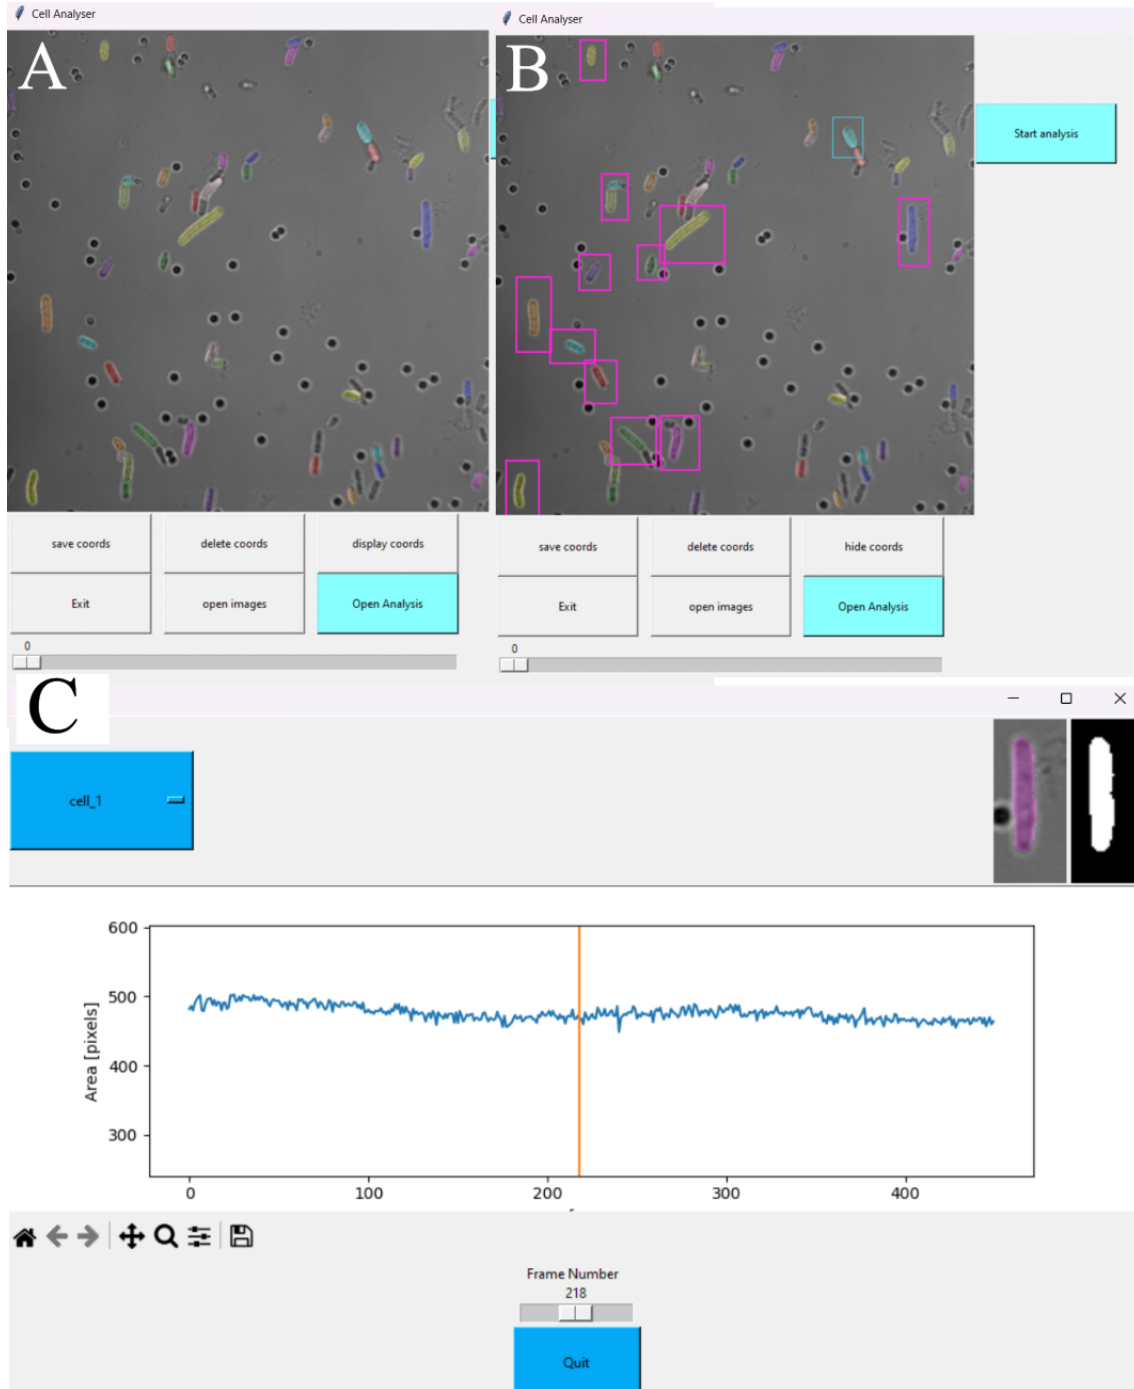 Cell Analyser
A
save coords
delete coords
display coords
Exit
open images
Open Analysis
0
Cell Analyser
B
Start analysis
save coords
delete coords
hide coords
Exit
open images
Open Analysis
0
C
cell_1
600
500
400
300
Area [pixels]
0
100
200
300
400
Frame Number
218
Quit